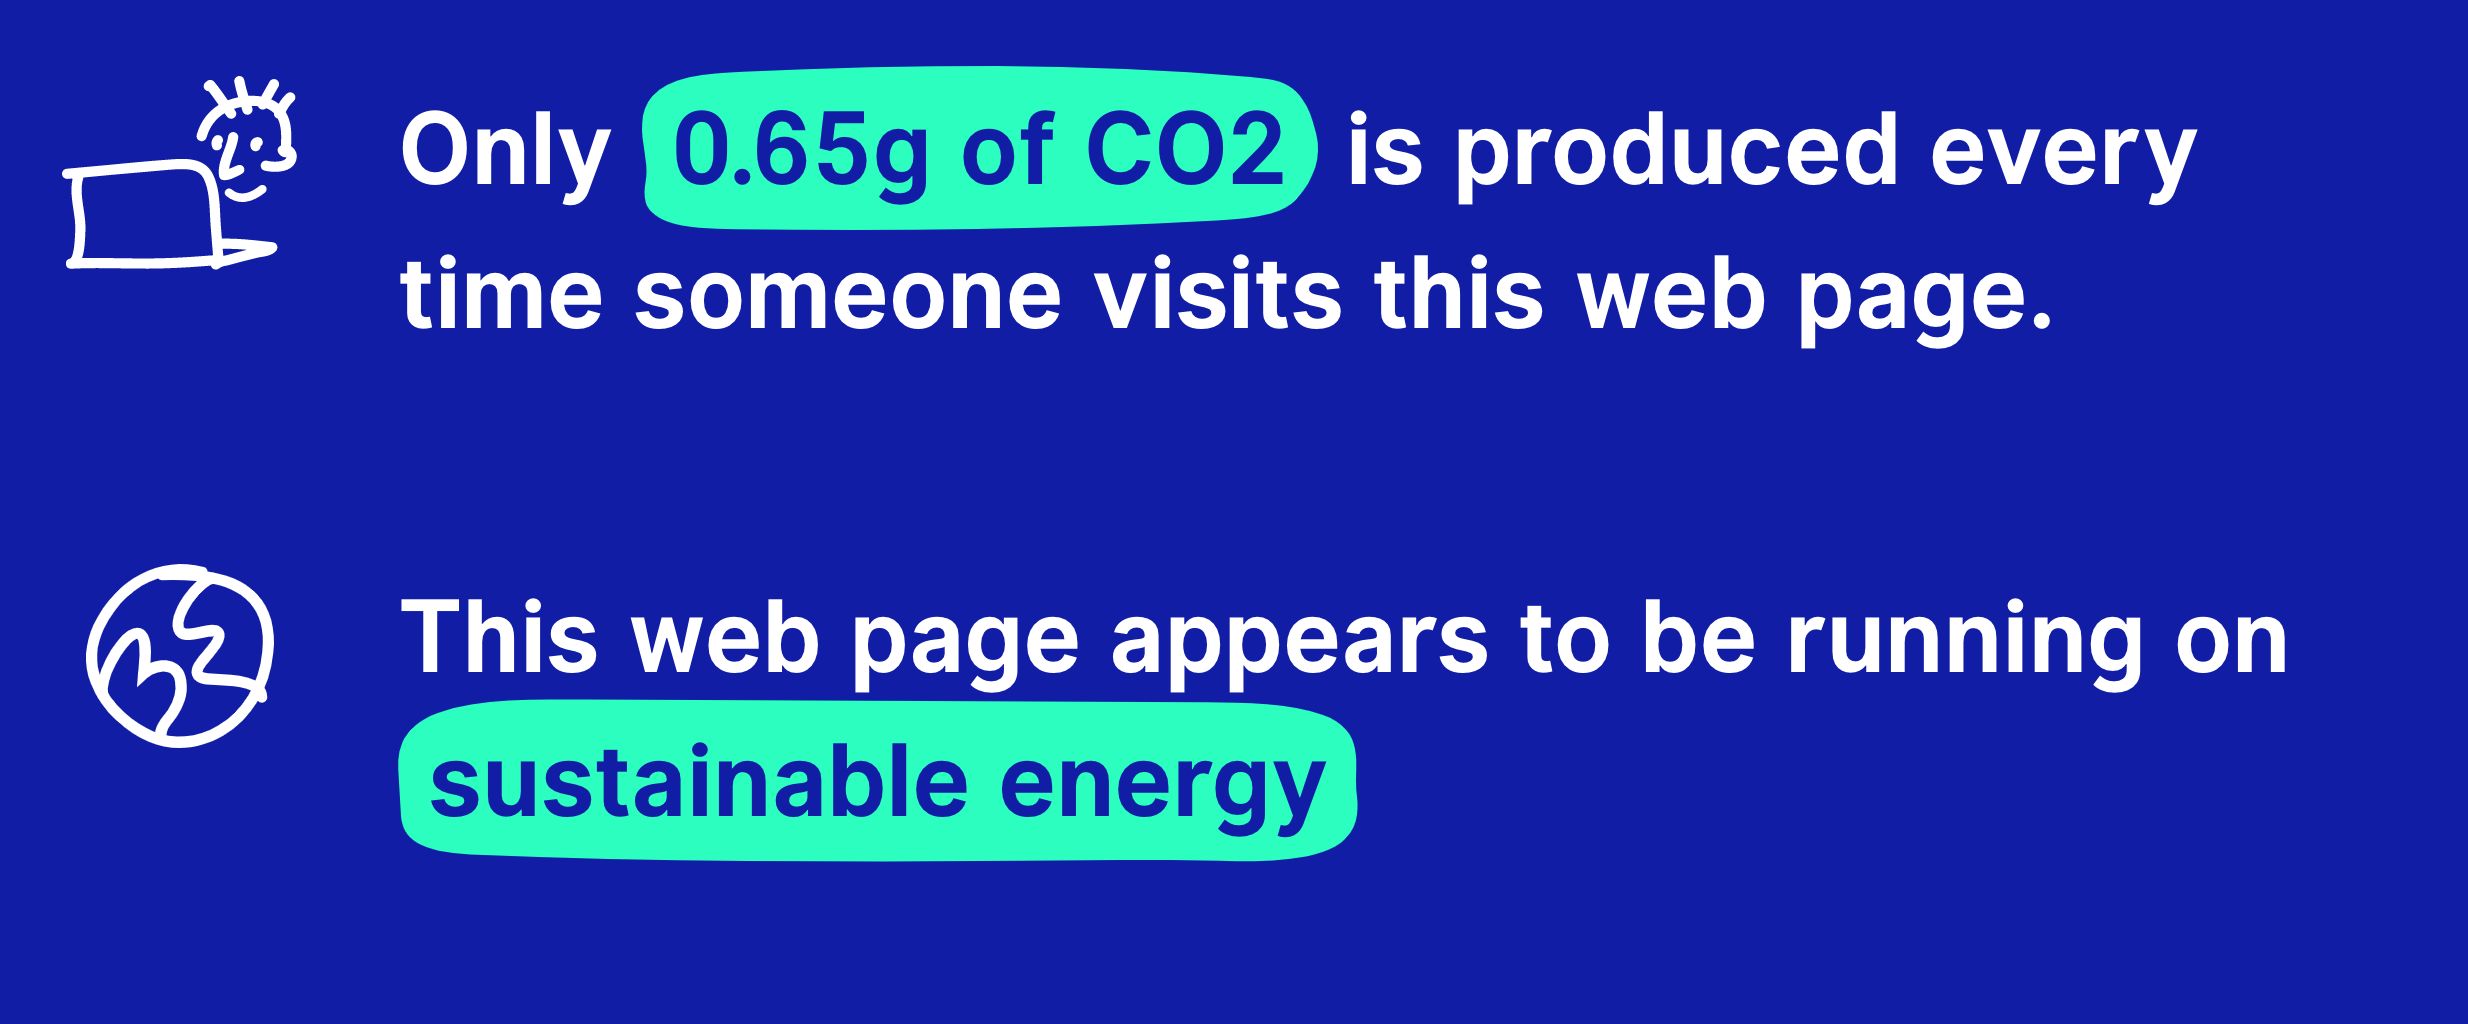 Only 0.65g of CO2 is produced every
time someone visits this web page.
This web page appears to be running on
sustainable energy